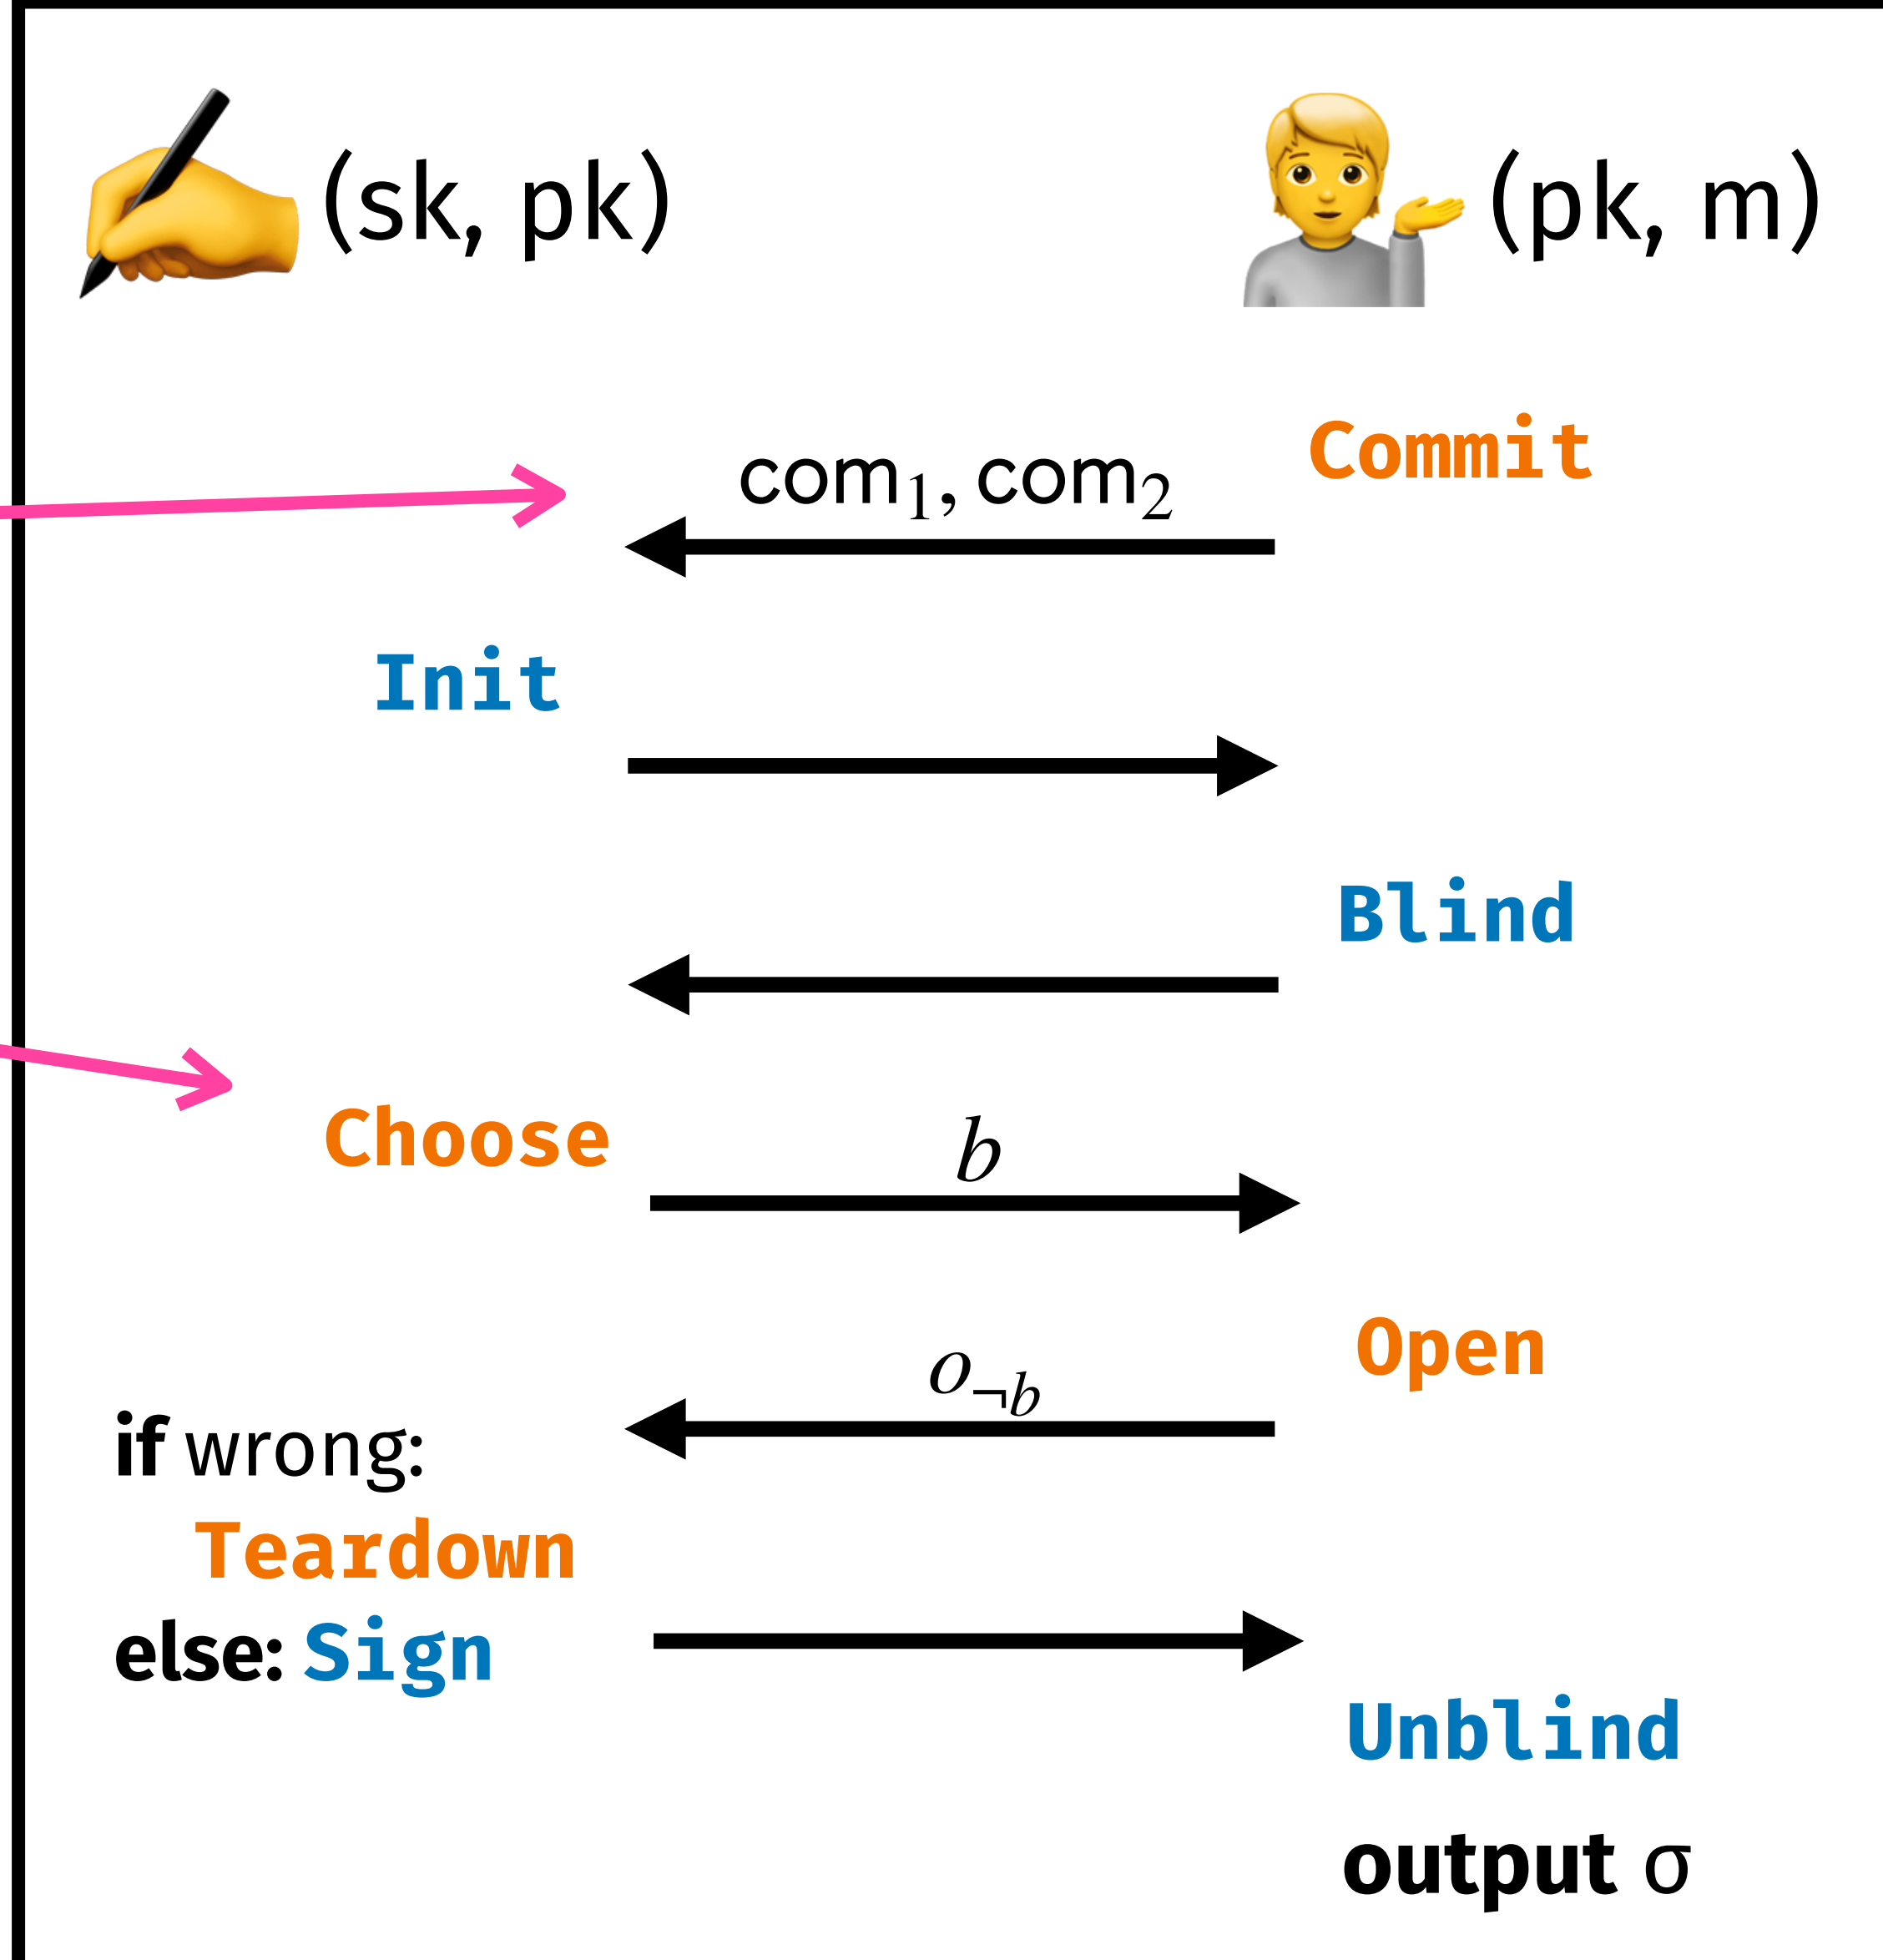 (sk, pk) (pk, m)
Commit
com₁, com₂
Init
Blind
Choose
b
Open
o¬b
if wrong:
Teardown
else: Sign
Unblind
output σ